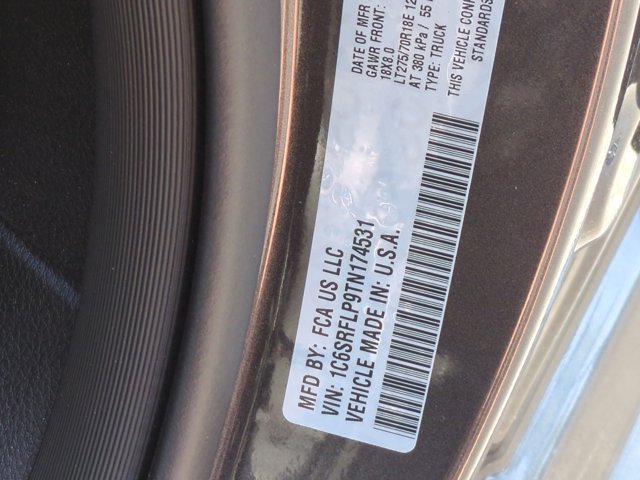 MFD BY: FCA US LLC
VIN: 1C6SRFLP9TN174531
VEHICLE MADE IN: U.S.A.
DATE OF MFR
GAWR FRONT:
18X8.0
LT275/70R18E 12
AT 380 kPa / 55
TYPE: TRUCK
THIS VEHICLE
STANDARDS